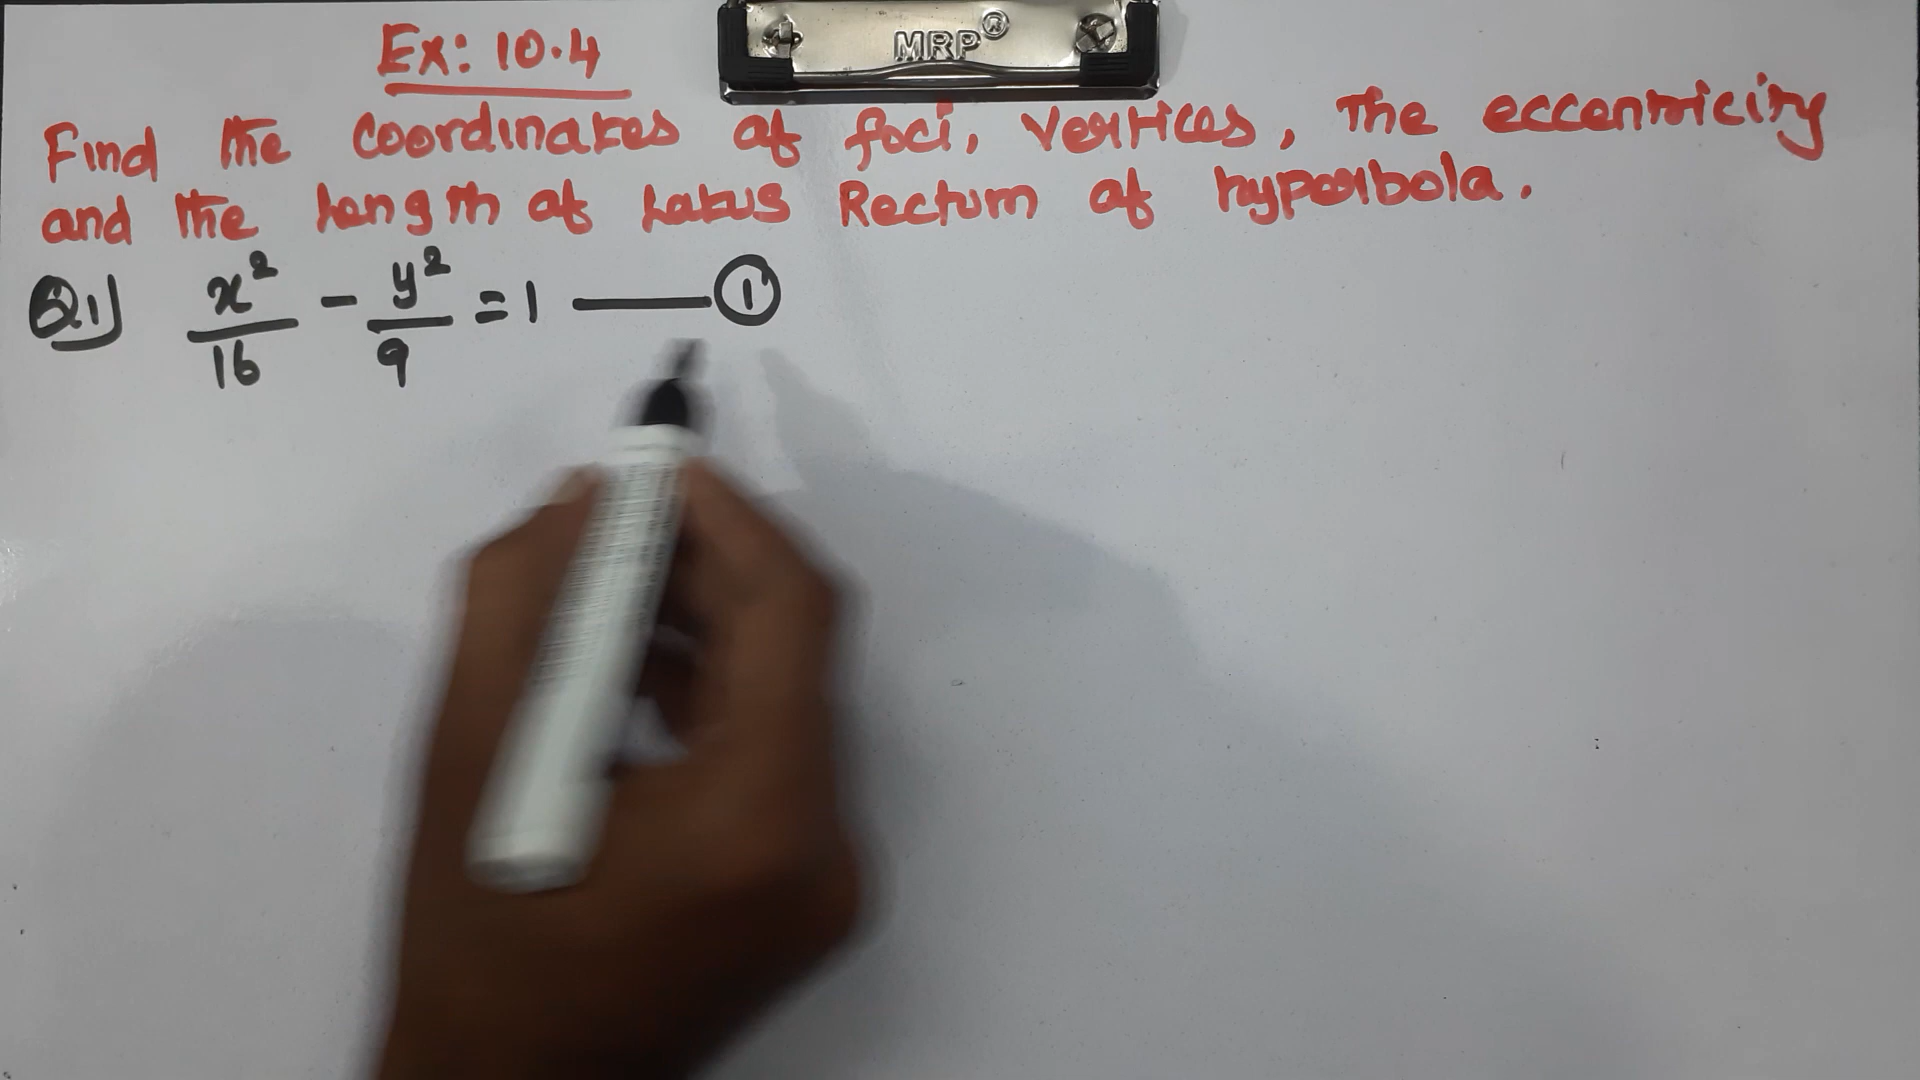 MRP®
Ex: 10.4
Find the coordinates of foci, vertices, the eccentricity
and the length of Latus Rectum of hyperbola.
Q.1) x²/16 - y²/9 = 1 —— ①